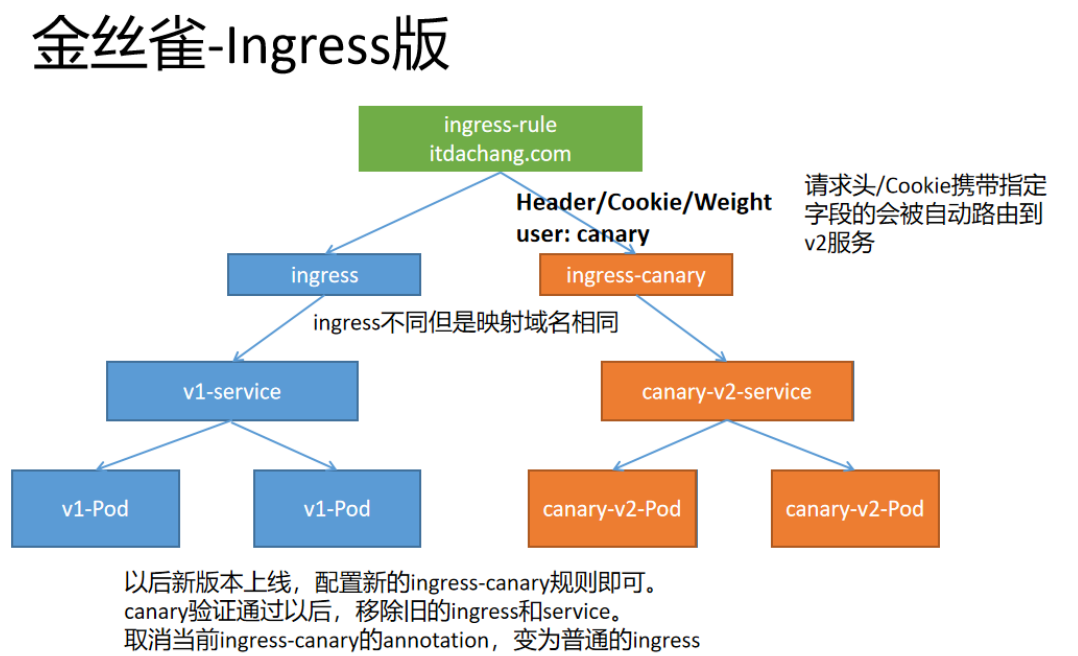 金丝雀-Ingress版
ingress-rule
itdachang.com
Header/Cookie/Weight
user: canary
请求头/Cookie携带指定
字段的会被自动路由到
v2服务
ingress
ingress-canary
ingress不同但是映射域名相同
v1-service
canary-v2-service
v1-Pod
v1-Pod
canary-v2-Pod
canary-v2-Pod
以后新版本上线，配置新的ingress-canary规则即可。
canary验证通过以后，移除旧的ingress和service。
取消当前ingress-canary的annotation，变为普通的ingress